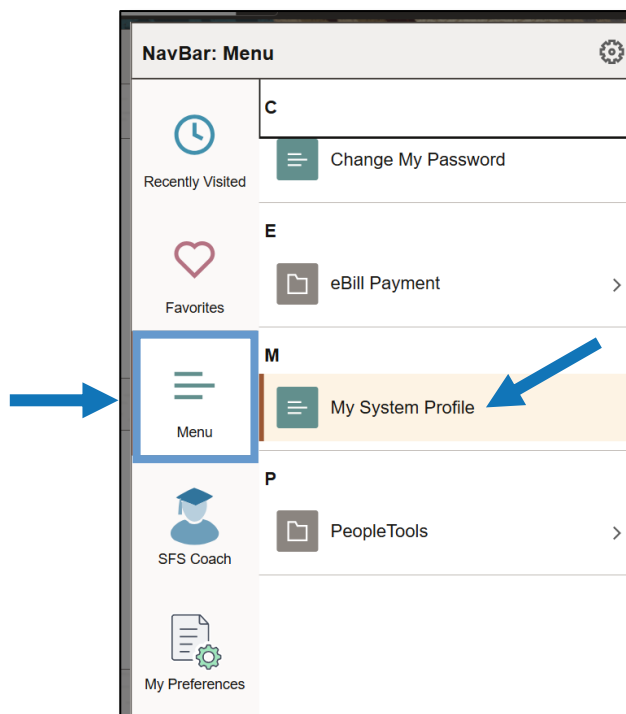 NavBar: Menu
Recently Visited
Favorites
Menu
SFS Coach
My Preferences
C
Change My Password
E
eBill Payment
M
My System Profile
P
PeopleTools